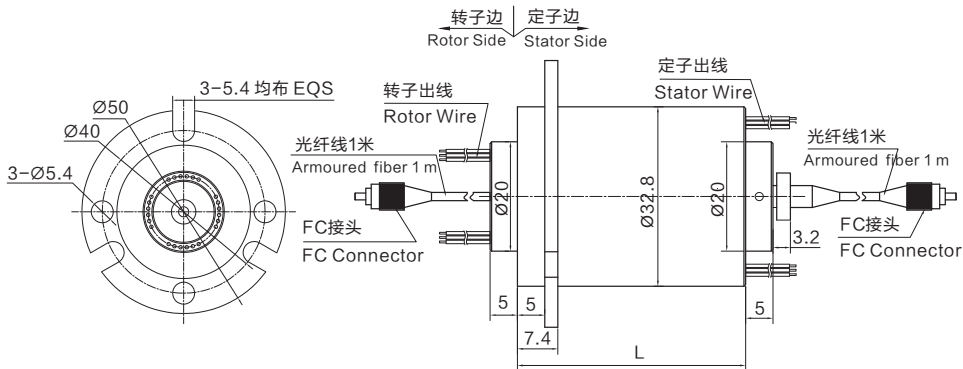 转子边 定子边
Rotor Side Stator Side
3-5.4 均布 EQS
Ø50
Ø40
3-Ø5.4
转子出线
Rotor Wire
光纤线1米
Armoured fiber 1 m
FC接头
FC Connector
Ø20
Ø32.8
Ø20
定子出线
Stator Wire
光纤线1米
Armoured fiber 1 m
FC接头
FC Connector
3.2
5
5
5
7.4
L